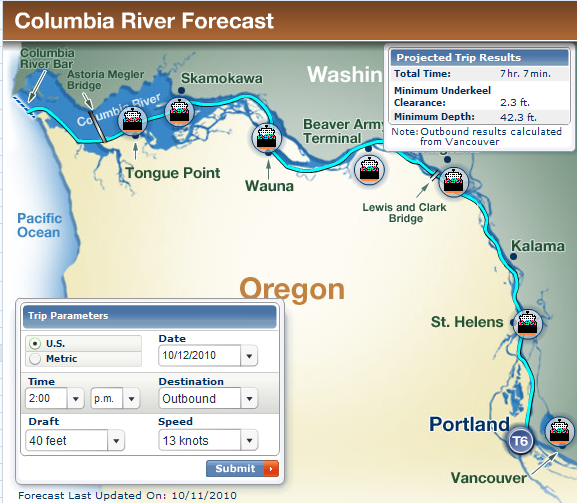 Columbia River Forecast
Columbia
River Bar
Astoria Megler
Bridge
Skamokawa
Washin
Columbia River
Tongue Point
Wauna
Beaver Army
Terminal
Lewis and Clark
Bridge
Projected Trip Results
Total Time: 7 hr. 7 min.
Minimum Underkeel
Clearance: 2.3 ft.
Minimum Depth: 42.3 ft.
Note: Outbound results calculated
from Vancouver
Pacific
Ocean
Kalama
Oregon
St. Helens
Portland
T6
Vancouver
Trip Parameters
U.S.
Metric
Date
10/12/2010
Time
2:00 p.m.
Destination
Outbound
Draft
40 feet
Speed
13 knots
Submit
Forecast Last Updated On: 10/11/2010